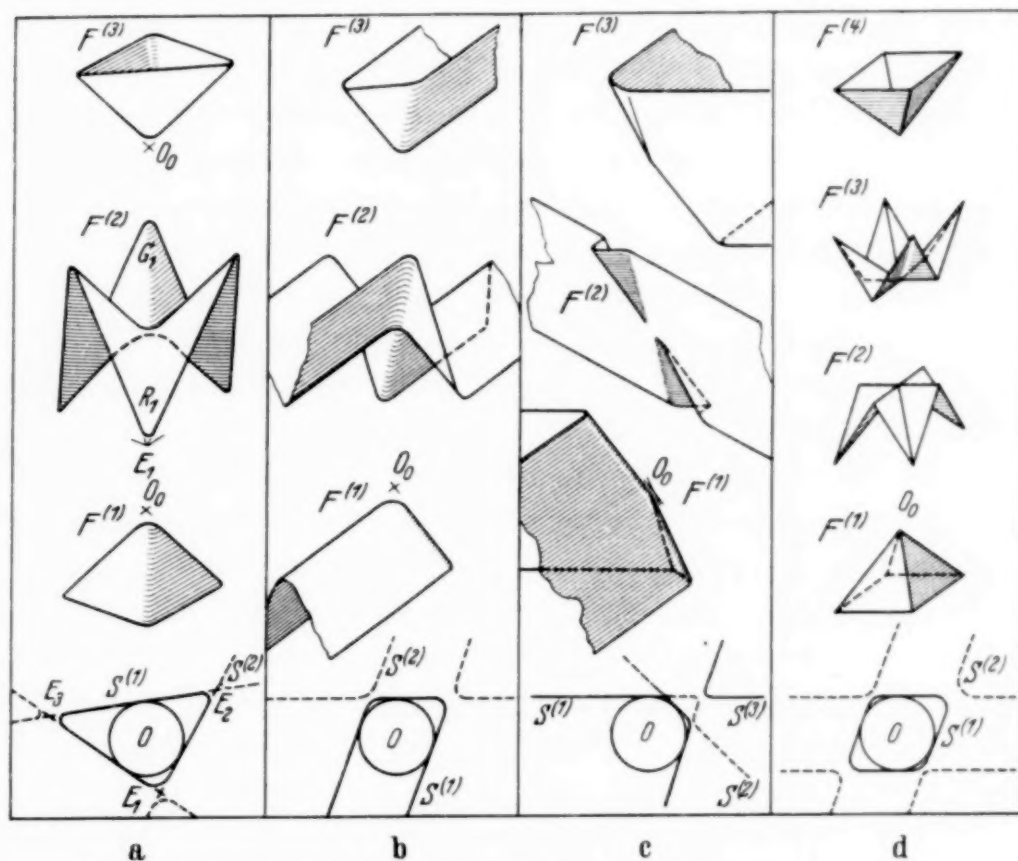 F(3)
O0
F(2)
G1
R1
E1
O0
F(1)
S(1)
S(2)
E3
E2
O
E1
a
F(3)
F(2)
F(1)
O0
S(2)
O
S(1)
b
F(3)
F(2)
O0
F(1)
S(1)
O
S(3)
S(2)
c
F(4)
F(3)
F(2)
F(1)
O0
S(2)
O
S(1)
d